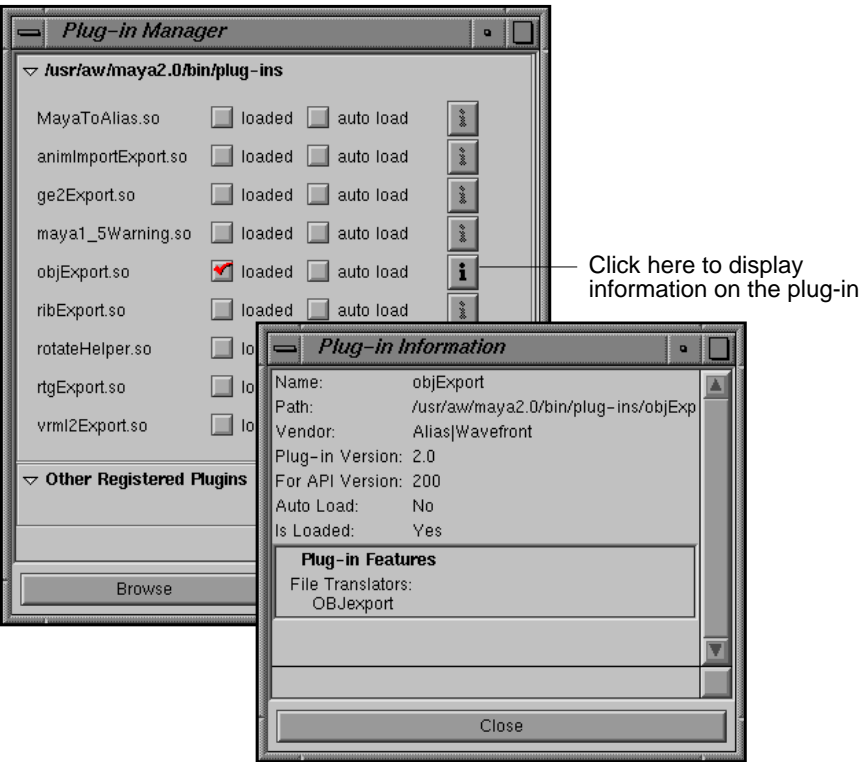 Plug-in Manager
/usr/aw/maya2.0/bin/plug-ins
MayaToAlias.so loaded auto load i
animImportExport.so loaded auto load i
ge2Export.so loaded auto load i
maya1_5Warning.so loaded auto load i
objExport.so loaded auto load i
Click here to display
information on the plug-in
ribExport.so loaded auto load i
rotateHelper.so lo
rtgExport.so lo
vrml2Export.so lo
Other Registered Plugins
Browse
Plug-in Information
Name: objExport
Path: /usr/aw/maya2.0/bin/plug-ins/objExp
Vendor: Alias|Wavefront
Plug-in Version: 2.0
For API Version: 200
Auto Load: No
Is Loaded: Yes
Plug-in Features
File Translators:
OBJexport
Close